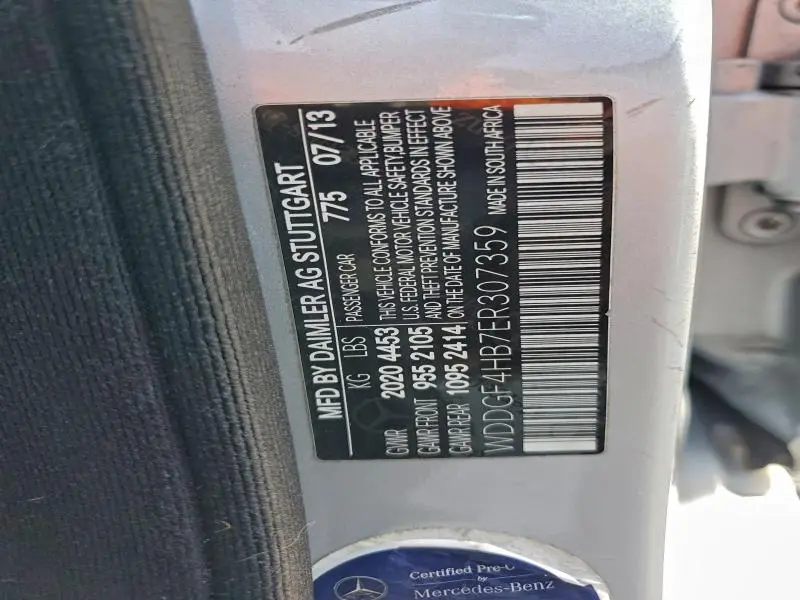 MFD BY DAIMLER AG STUTTGART
775 07/13
KG LBS PASSENGER CAR
GVWR 2020 4453 THIS VEHICLE CONFORMS TO ALL APPLICABLE
U.S. FEDERAL MOTOR VEHICLE SAFETY, BUMPER
GAWR FRONT 955 2105 AND THEFT PREVENTION STANDARDS IN EFFECT
GAWR REAR 1095 2414 ON THE DATE OF MANUFACTURE SHOWN ABOVE
WDDGF4HB7ER307359 MADE IN SOUTH AFRICA
Certified Pre-
by
Mercedes-Benz